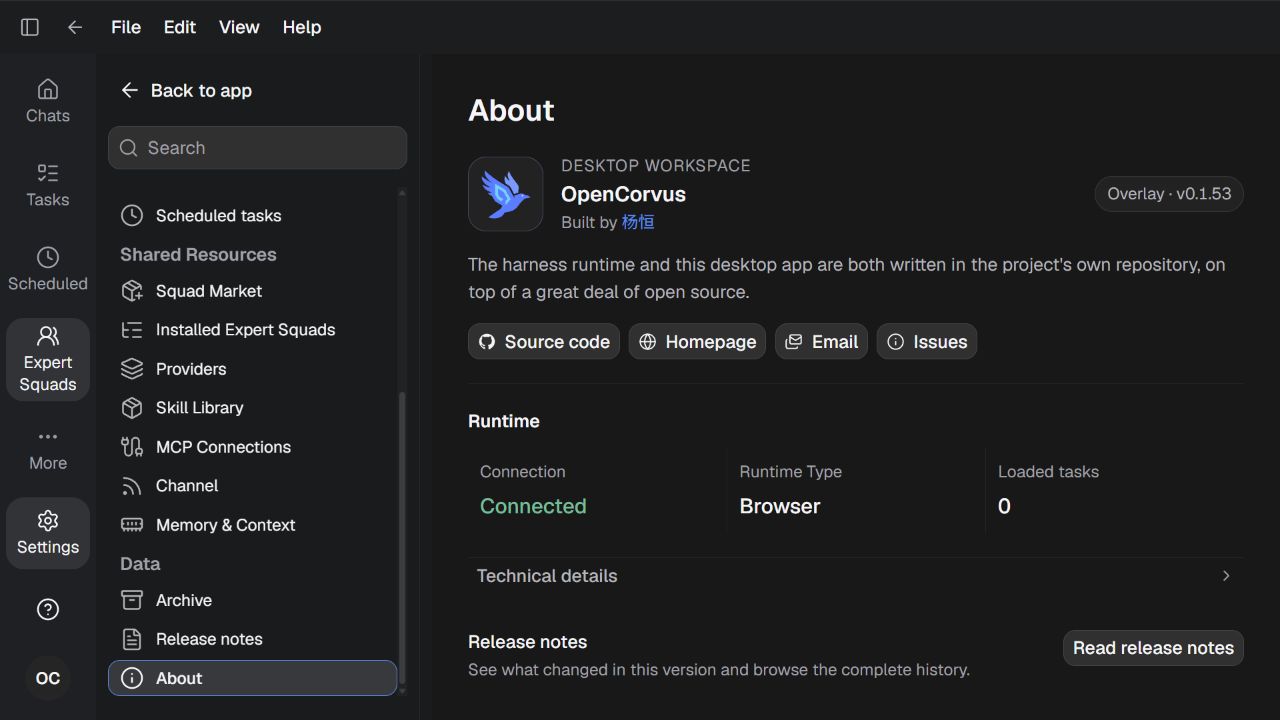 File Edit View Help
Chats
Tasks
Scheduled
Expert
Squads
More
Settings
OC
Back to app
Search
Scheduled tasks
Shared Resources
Squad Market
Installed Expert Squads
Providers
Skill Library
MCP Connections
Channel
Memory & Context
Data
Archive
Release notes
About
About
DESKTOP WORKSPACE
OpenCorvus
Built by 杨恒
Overlay · v0.1.53
The harness runtime and this desktop app are both written in the project's own repository, on
top of a great deal of open source.
Source code Homepage Email Issues
Runtime
Connection Runtime Type Loaded tasks
Connected Browser 0
Technical details
Release notes
See what changed in this version and browse the complete history.
Read release notes